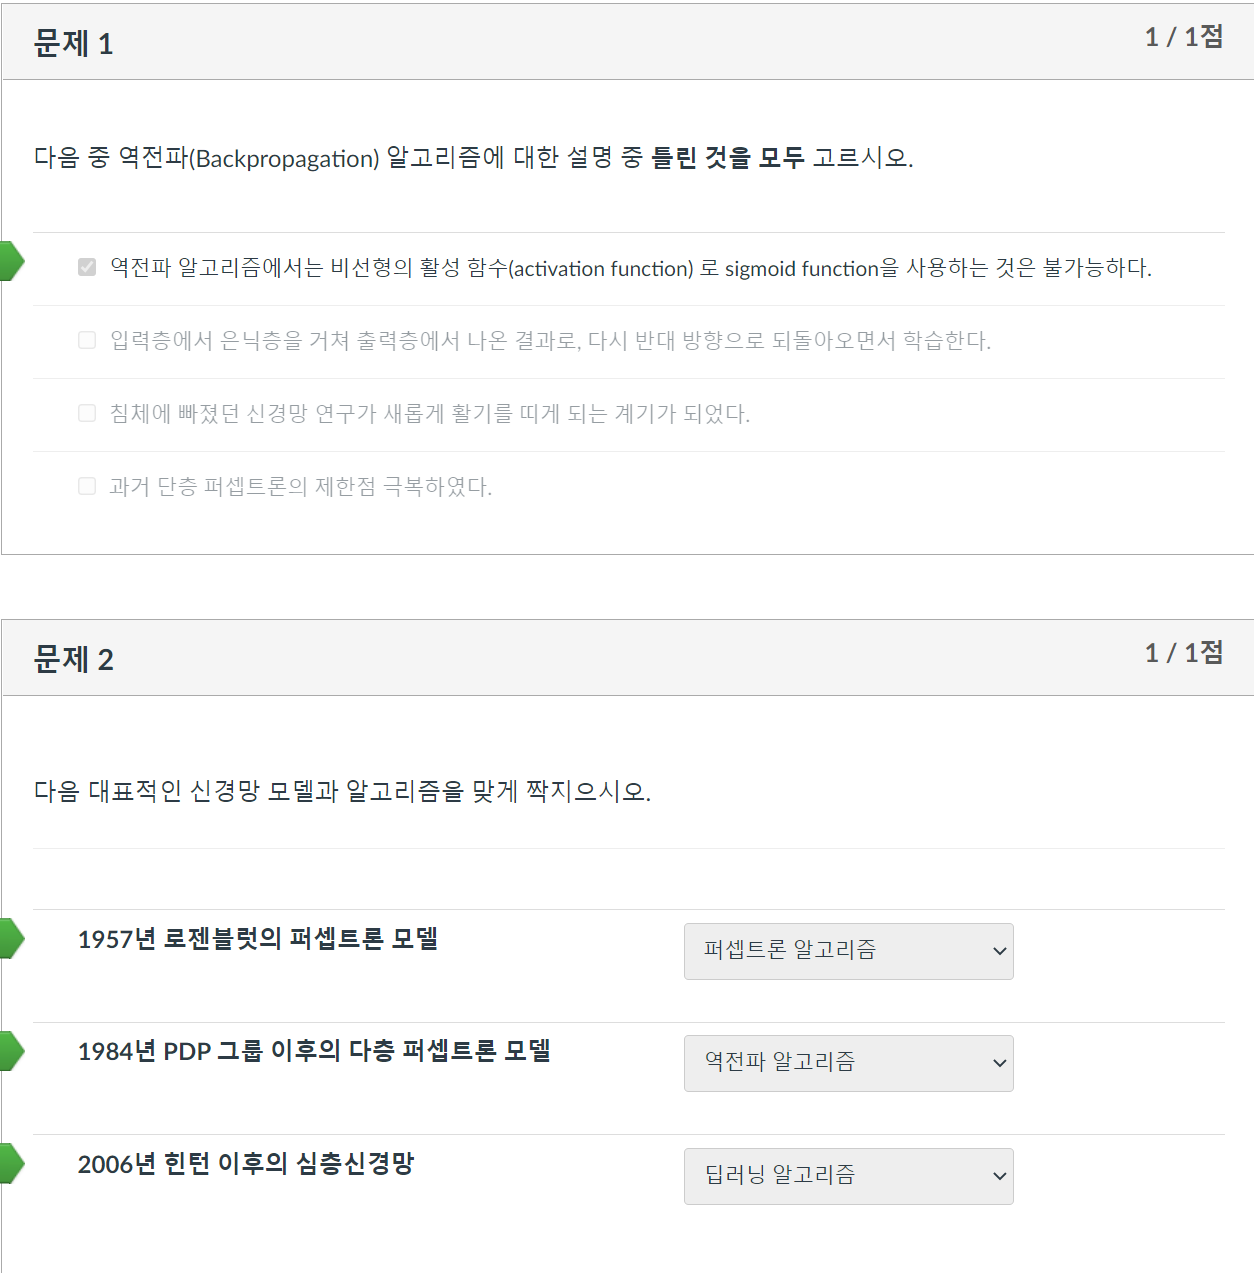 문제 1
1 / 1점
다음 중 역전파(Backpropagation) 알고리즘에 대한 설명 중 틀린 것을 모두 고르시오.
역전파 알고리즘에서는 비선형의 활성 함수(activation function) 로 sigmoid function을 사용하는 것은 불가능하다.
입력층에서 은닉층을 거쳐 출력층에서 나온 결과로, 다시 반대 방향으로 되돌아오면서 학습한다.
침체에 빠졌던 신경망 연구가 새롭게 활기를 띠게 되는 계기가 되었다.
과거 단층 퍼셉트론의 제한점 극복하였다.
문제 2
1 / 1점
다음 대표적인 신경망 모델과 알고리즘을 맞게 짝지으시오.
1957년 로젠블럿의 퍼셉트론 모델
퍼셉트론 알고리즘
1984년 PDP 그룹 이후의 다층 퍼셉트론 모델
역전파 알고리즘
2006년 힌턴 이후의 심층신경망
딥러닝 알고리즘